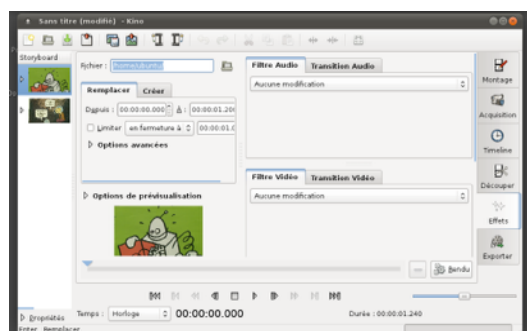 Sans titre (modifié) - Kino
Storyboard
Fichier : /home/ubuntu/
Remplacer Créer
Depuis : 00:00:00.000 à : 00:00:01.20
Limiter en fermeture à 00:00:01.0
Options avancées
Options de prévisualisation
Filtre Audio Transition Audio
Aucune modification
Filtre Vidéo Transition Vidéo
Aucune modification
Montage
Acquisition
Timeline
Découper
Effets
Exporter
Rendu
Propriétés
Temps : Horloge 00:00:00.000 Durée : 00:00:01.240
Enter Remplacer